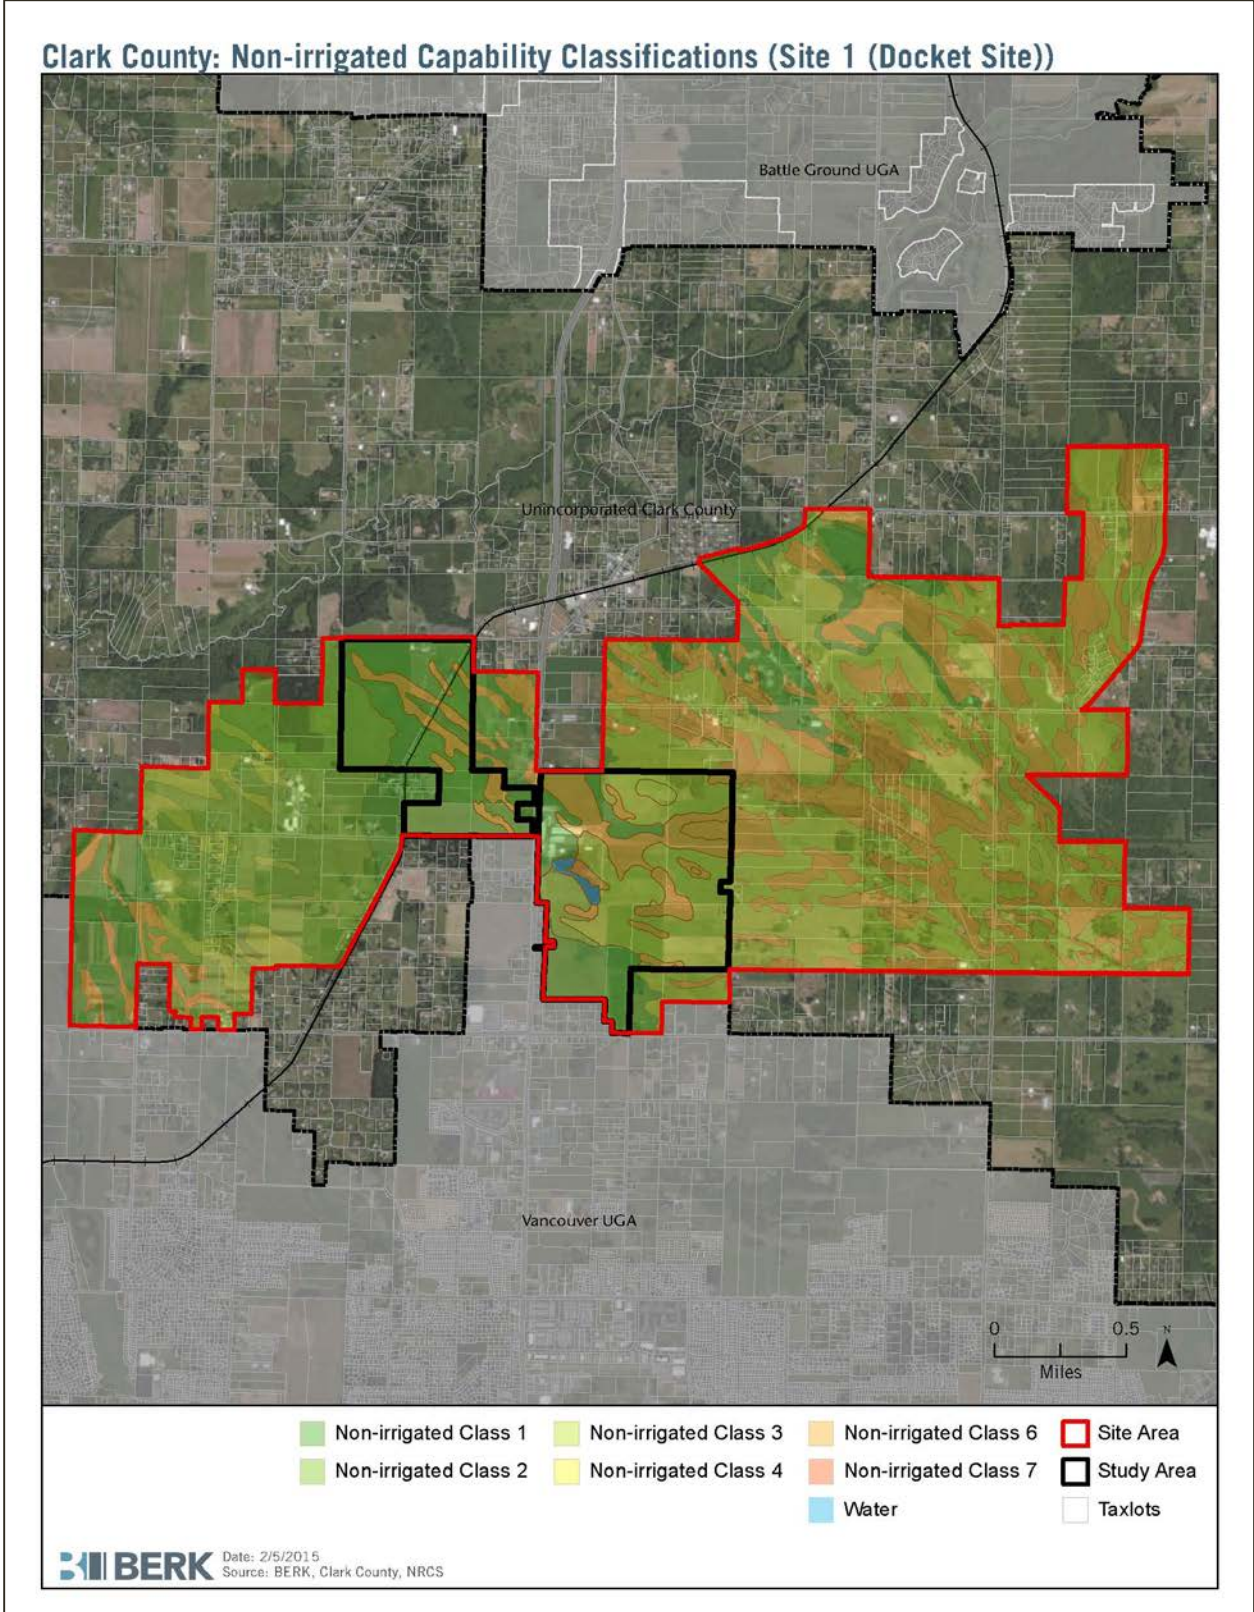 Clark County: Non-irrigated Capability Classifications (Site 1 (Docket Site))
Battle Ground UGA
Unincorporated Clark County
Vancouver UGA
0 0.5 N
Miles
Non-irrigated Class 1 Non-irrigated Class 3 Non-irrigated Class 6 Site Area
Non-irrigated Class 2 Non-irrigated Class 4 Non-irrigated Class 7 Study Area
Water Taxlots
BERK Date: 2/5/2015
Source: BERK, Clark County, NRCS